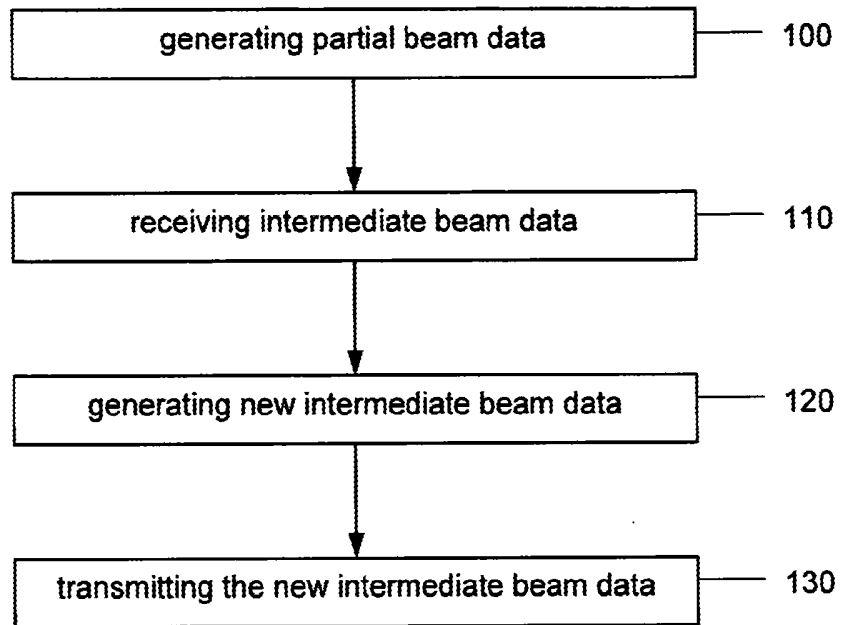 generating partial beam data 100
receiving intermediate beam data 110
generating new intermediate beam data 120
transmitting the new intermediate beam data 130